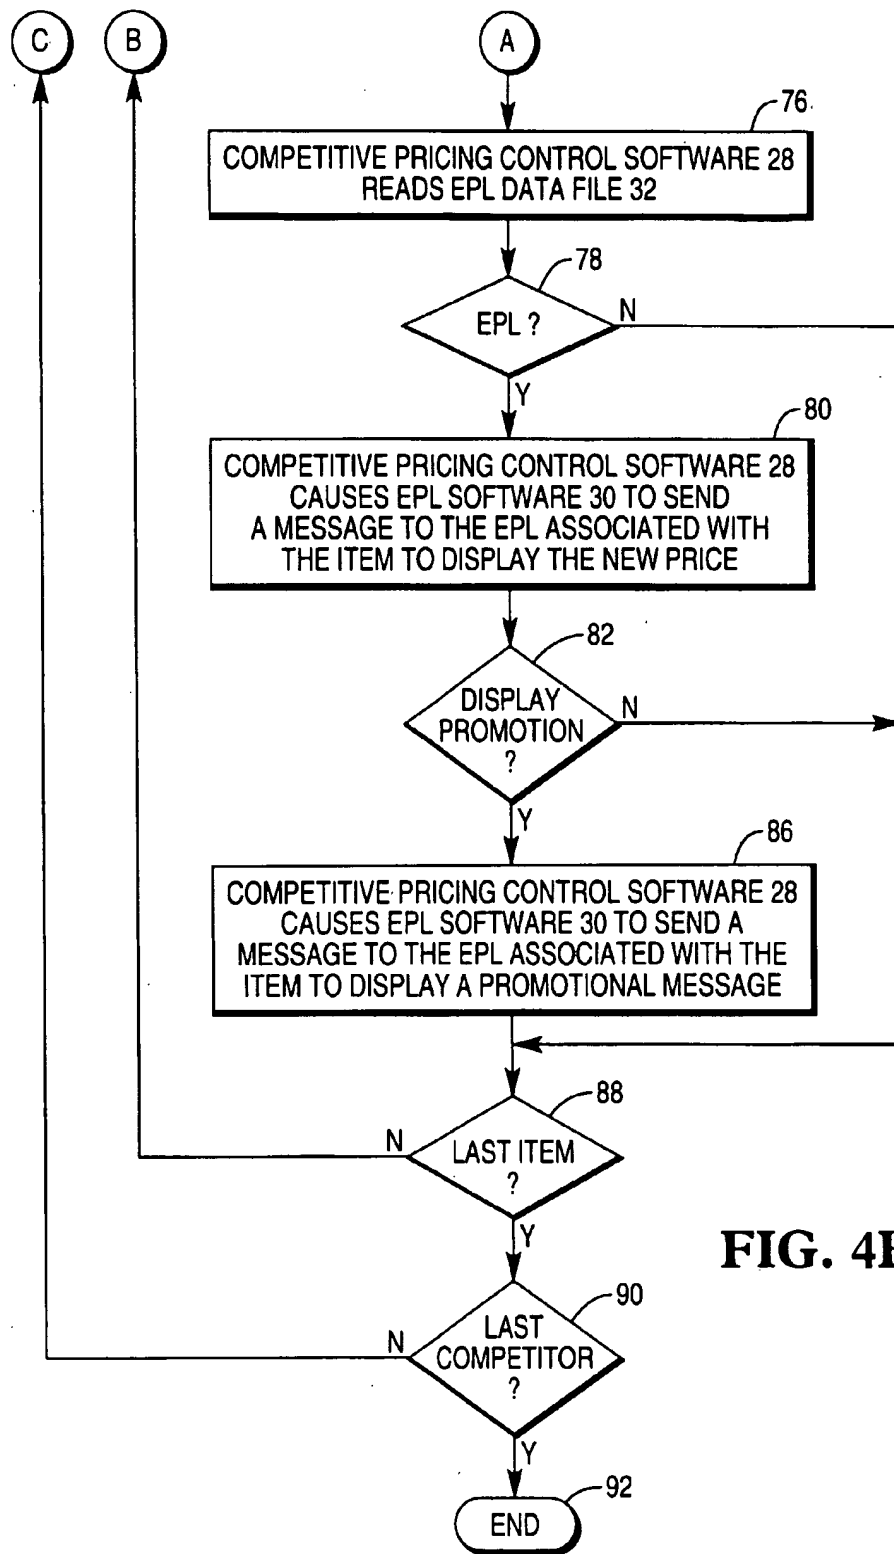 C
B
A
76
COMPETITIVE PRICING CONTROL SOFTWARE 28
READS EPL DATA FILE 32
78
EPL ?
N
Y
80
COMPETITIVE PRICING CONTROL SOFTWARE 28
CAUSES EPL SOFTWARE 30 TO SEND
A MESSAGE TO THE EPL ASSOCIATED WITH
THE ITEM TO DISPLAY THE NEW PRICE
82
DISPLAY
PROMOTION
?
N
Y
86
COMPETITIVE PRICING CONTROL SOFTWARE 28
CAUSES EPL SOFTWARE 30 TO SEND A
MESSAGE TO THE EPL ASSOCIATED WITH THE
ITEM TO DISPLAY A PROMOTIONAL MESSAGE
88
N
LAST ITEM
?
Y
FIG.
90
N
LAST
COMPETITOR
?
Y
92
END